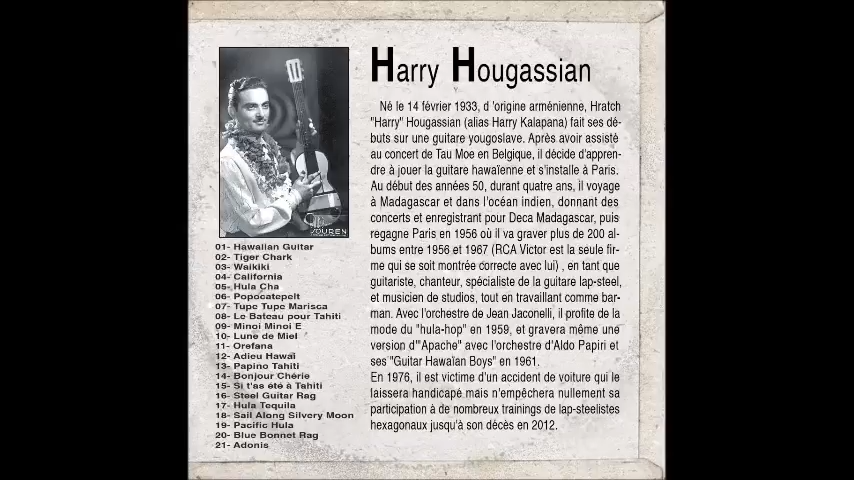 Harry Hougassian
Né le 14 février 1933, d 'origine arménienne, Hratch
"Harry" Hougassian (alias Harry Kalapana) fait ses dé-
buts sur une guitare yougoslave. Après avoir assisté
au concert de Tau Moe en Belgique, il décide d'appren-
dre à jouer la guitare hawaïenne et s'installe à Paris.
Au début des années 50, durant quatre ans, il voyage
à Madagascar et dans l'océan indien, donnant des
concerts et enregistrant pour Deca Madagascar, puis
regagne Paris en 1956 où il va graver plus de 200 al-
bums entre 1956 et 1967 (RCA Victor est la seule fir-
me qui se soit montrée correcte avec lui) , en tant que
guitariste, chanteur, spécialiste de la guitare lap-steel,
et musicien de studios, tout en travaillant comme bar-
man. Avec l'orchestre de Jean Jaconelli, il profite de la
mode du "hula-hop" en 1959, et gravera même une
version d'"Apache" avec l'orchestre d'Aldo Papiri et
ses "Guitar Hawaïan Boys" en 1961.
En 1976, il est victime d'un accident de voiture qui le
laissera handicapé mais n'empêchera nullement sa
participation à de nombreux trainings de lap-steelistes
hexagonaux jusqu'à son décès en 2012.
YOUREN
01- Hawaiian Guitar
02- Tiger Chark
03- Waikiki
04- California
05- Hula Cha
06- Popocatepelt
07- Tupe Tupe Marisca
08- Le Bateau pour Tahiti
09- Minoi Minoi E
10- Lune de Miel
11- Orefana
12- Adieu Hawaï
13- Papino Tahiti
14- Bonjour Chérie
15- Si t'as été à Tahiti
16- Steel Guitar Rag
17- Hula Tequila
18- Sail Along Silvery Moon
19- Pacific Hula
20- Blue Bonnet Rag
21- Adonis